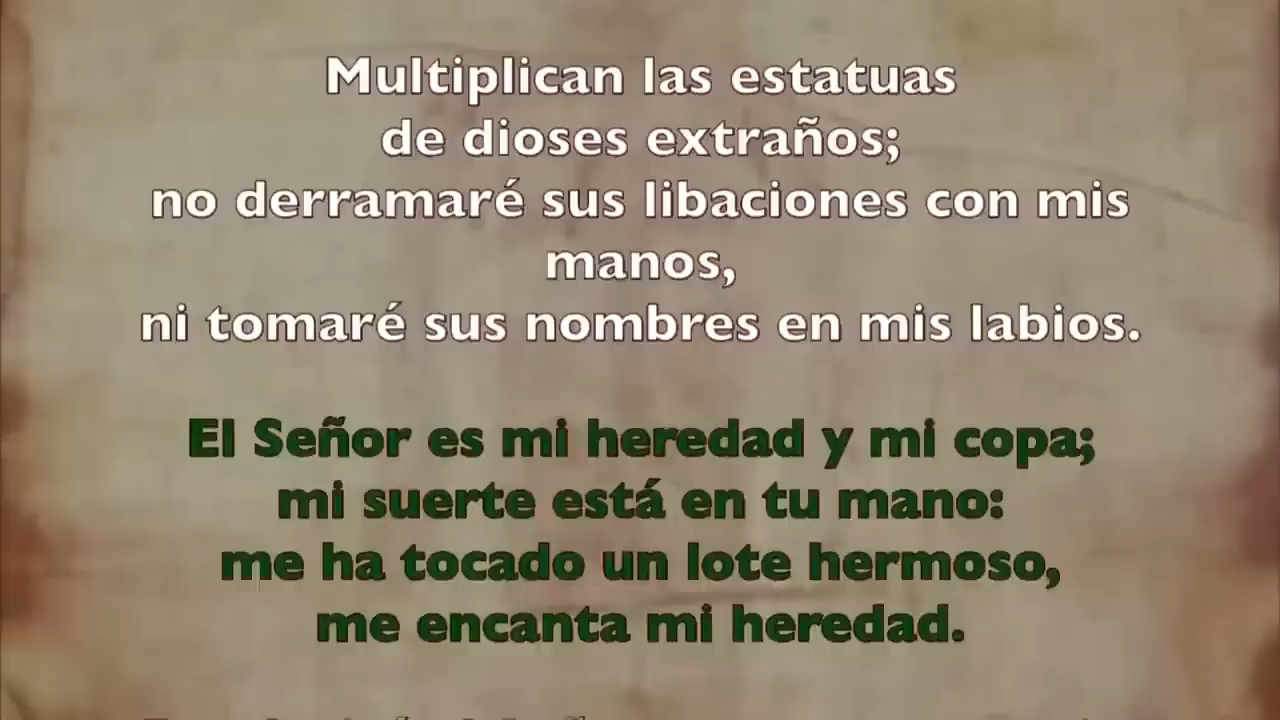 Multiplican las estatuas
de dioses extraños;
no derramaré sus libaciones con mis
manos,
ni tomaré sus nombres en mis labios.
El Señor es mi heredad y mi copa;
mi suerte está en tu mano:
me ha tocado un lote hermoso,
me encanta mi heredad.